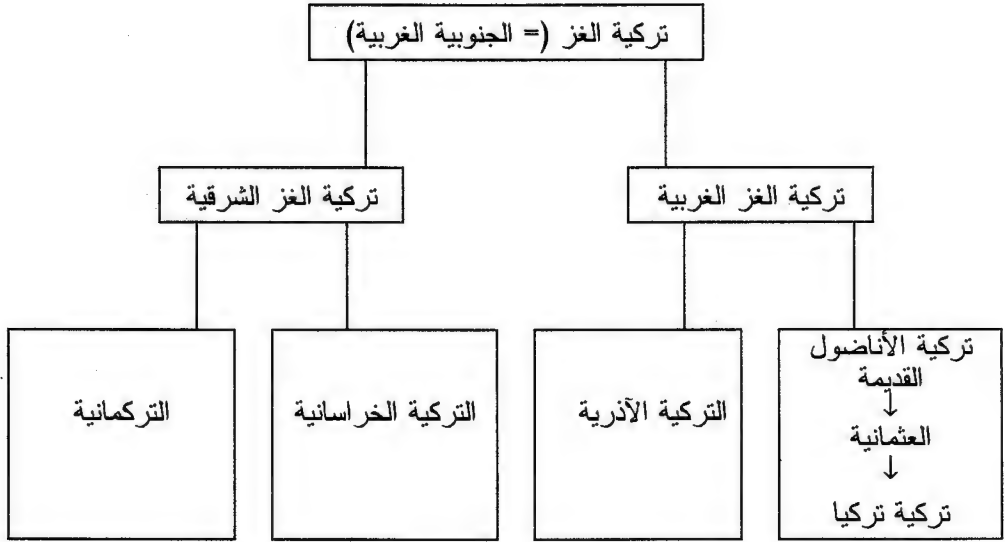 تركية الغز (= الجنوبية الغربية)
تركية الغز الغربية
تركية الغز الشرقية
تركية الأناضول
القديمة
↓
العثمانية
↓
تركية تركيا
التركية الآذرية
التركية الخراسانية
التركمانية